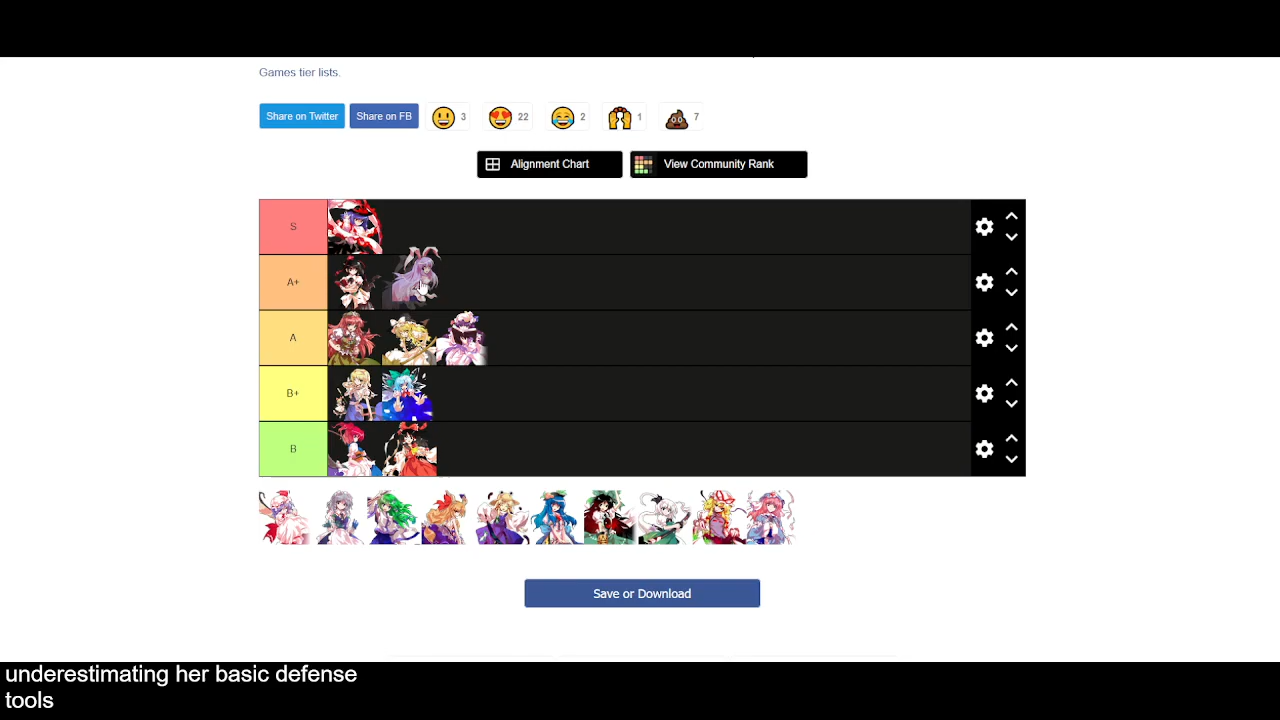 Games tier lists.
Share on Twitter Share on FB 3 22 2 1 7
Alignment Chart View Community Rank
S
A+
A
B+
B
Save or Download
underestimating her basic defense
tools